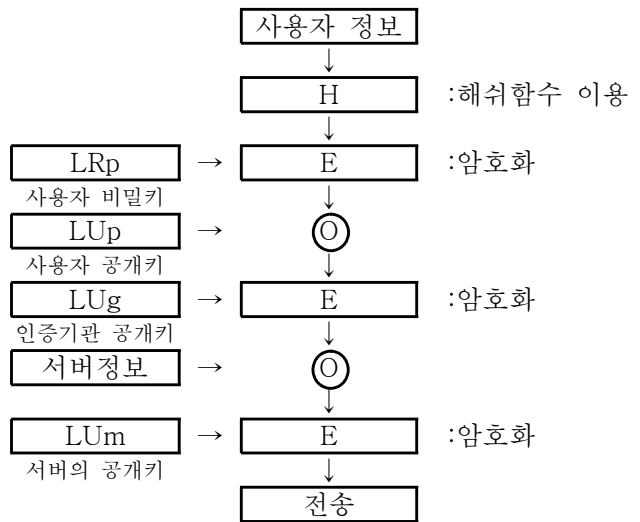 사용자 정보
H :해쉬함수 이용
LRp → E :암호화
사용자 비밀키
LUp → O
사용자 공개키
LUg → E :암호화
인증기관 공개키
서버정보 → O
LUm → E :암호화
서버의 공개키
전송